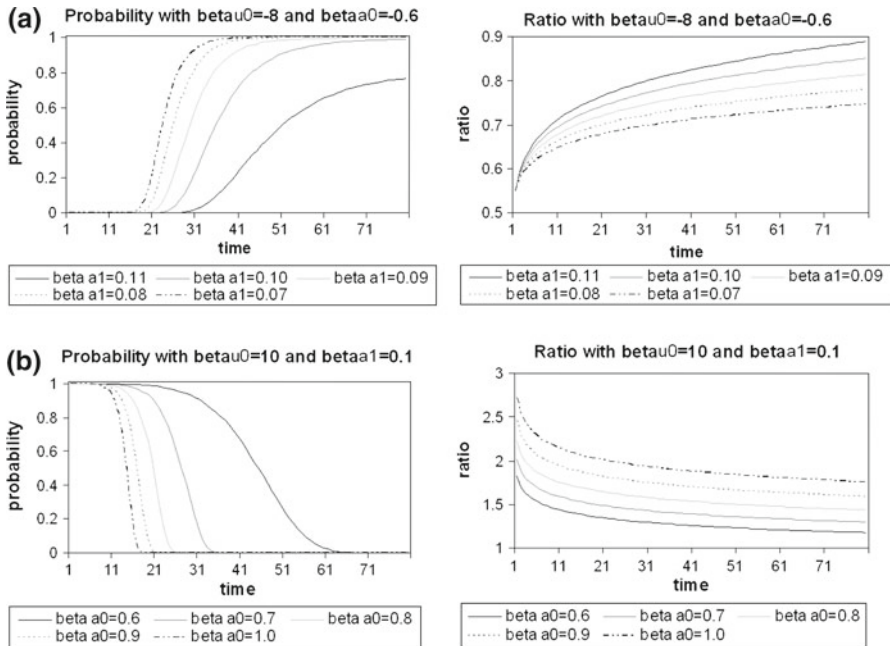 (a)
Probability with betau0=-8 and betaa0=-0.6
probability
1
0.8
0.6
0.4
0.2
0
1 11 21 31 41 51 61 71
time
beta a1=0.11 beta a1=0.10 beta a1=0.09
beta a1=0.08 beta a1=0.07
Ratio with betau0=-8 and betaa0=-0.6
ratio
0.9
0.8
0.7
0.6
0.5
1 11 21 31 41 51 61 71
time
beta a1=0.11 beta a1=0.10 beta a1=0.09
beta a1=0.08 beta a1=0.07
(b)
Probability with betau0=10 and betaa1=0.1
probability
1
0.8
0.6
0.4
0.2
0
1 11 21 31 41 51 61 71
time
beta a0=0.6 beta a0=0.7 beta a0=0.8
beta a0=0.9 beta a0=1.0
Ratio with betau0=10 and betaa1=0.1
ratio
3
2.5
2
1.5
1
1 11 21 31 41 51 61 71
time
beta a0=0.6 beta a0=0.7 beta a0=0.8
beta a0=0.9 beta a0=1.0